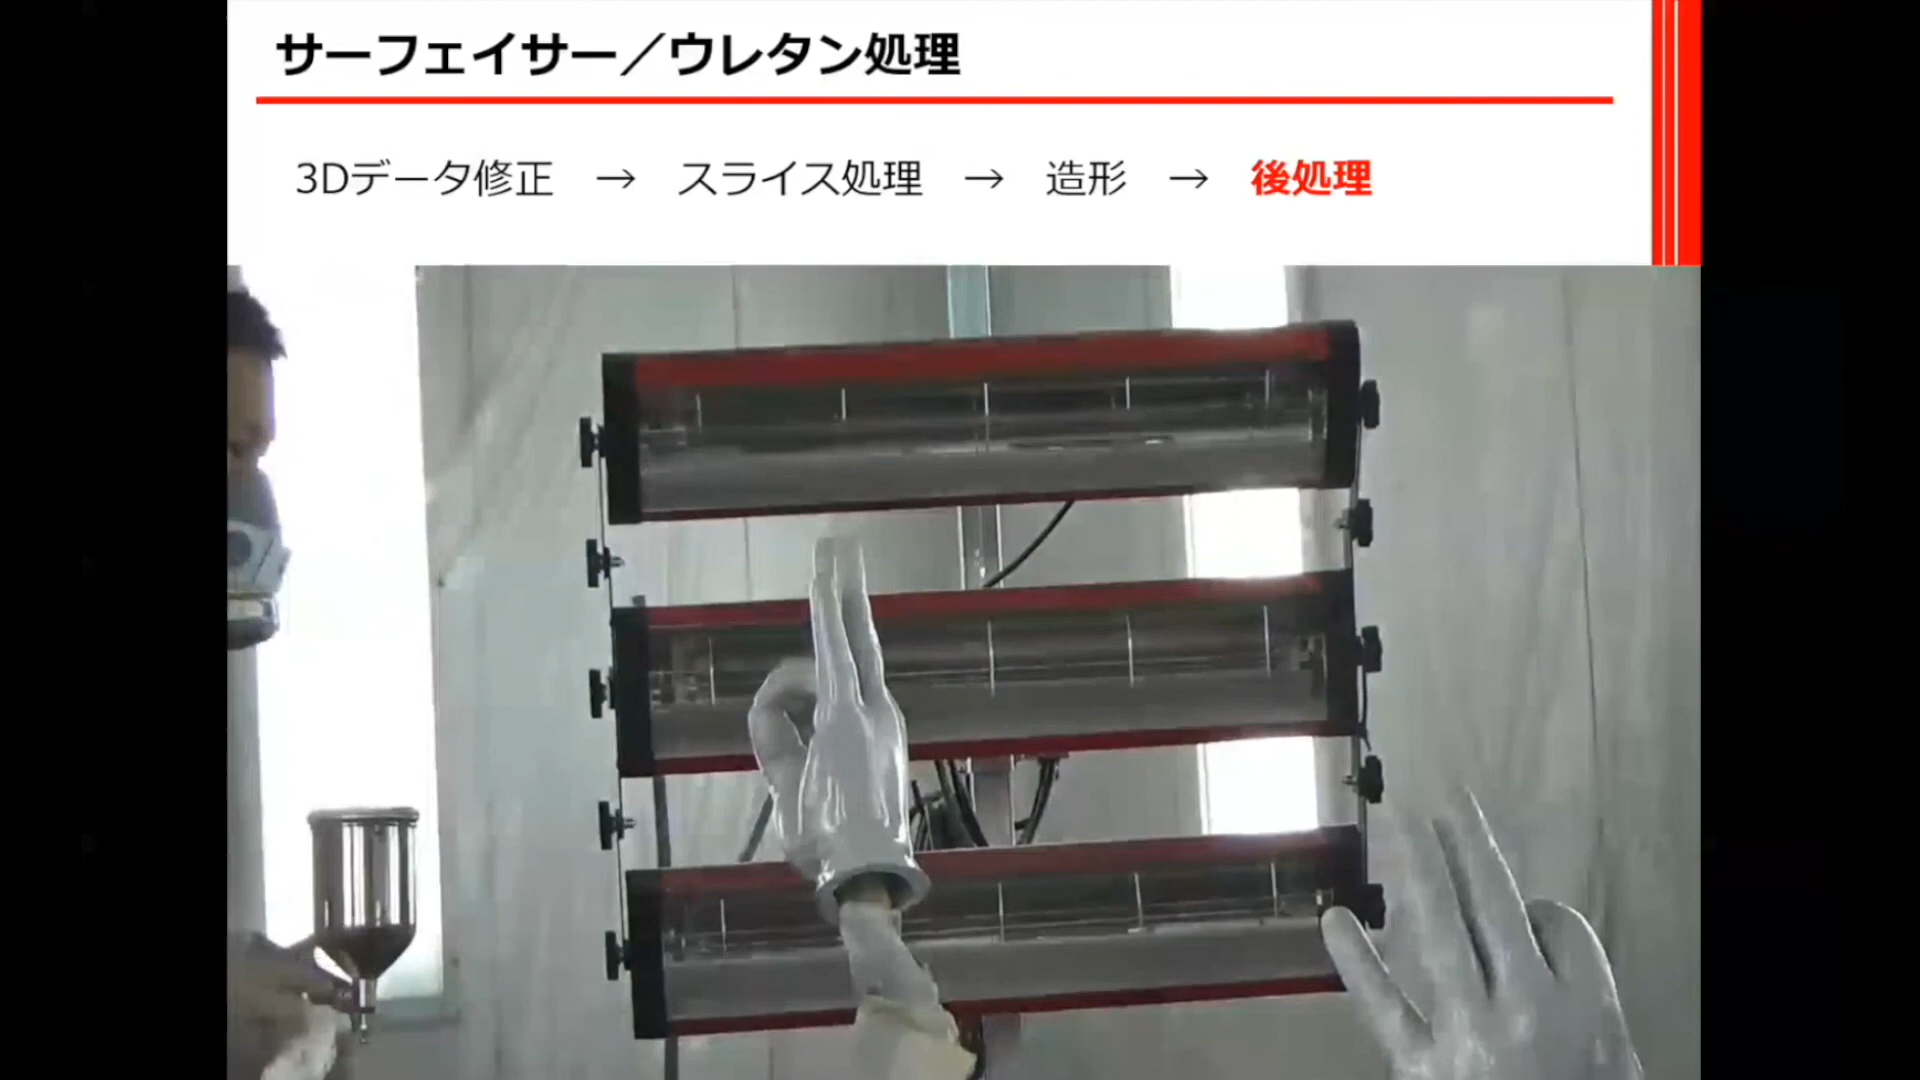 サーフェイサー／ウレタン処理
3Dデータ修正 → スライス処理 → 造形 → 後処理